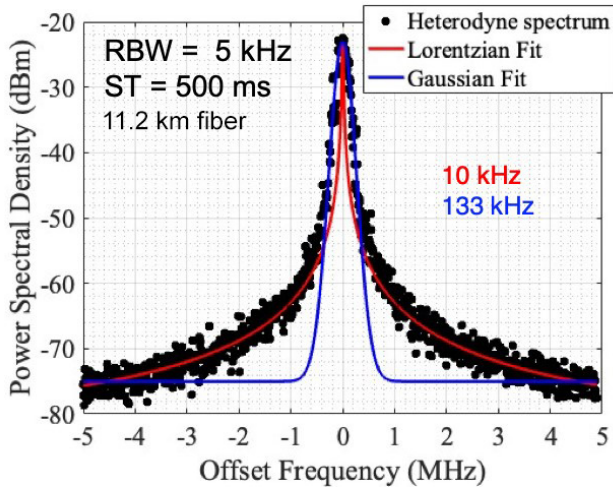 Heterodyne spectrum
Lorentzian Fit
Gaussian Fit
RBW = 5 kHz
ST = 500 ms
11.2 km fiber
10 kHz
133 kHz
Power Spectral Density (dBm)
-20
-30
-40
-50
-60
-70
-80
-5 -4 -3 -2 -1 0 1 2 3 4 5
Offset Frequency (MHz)